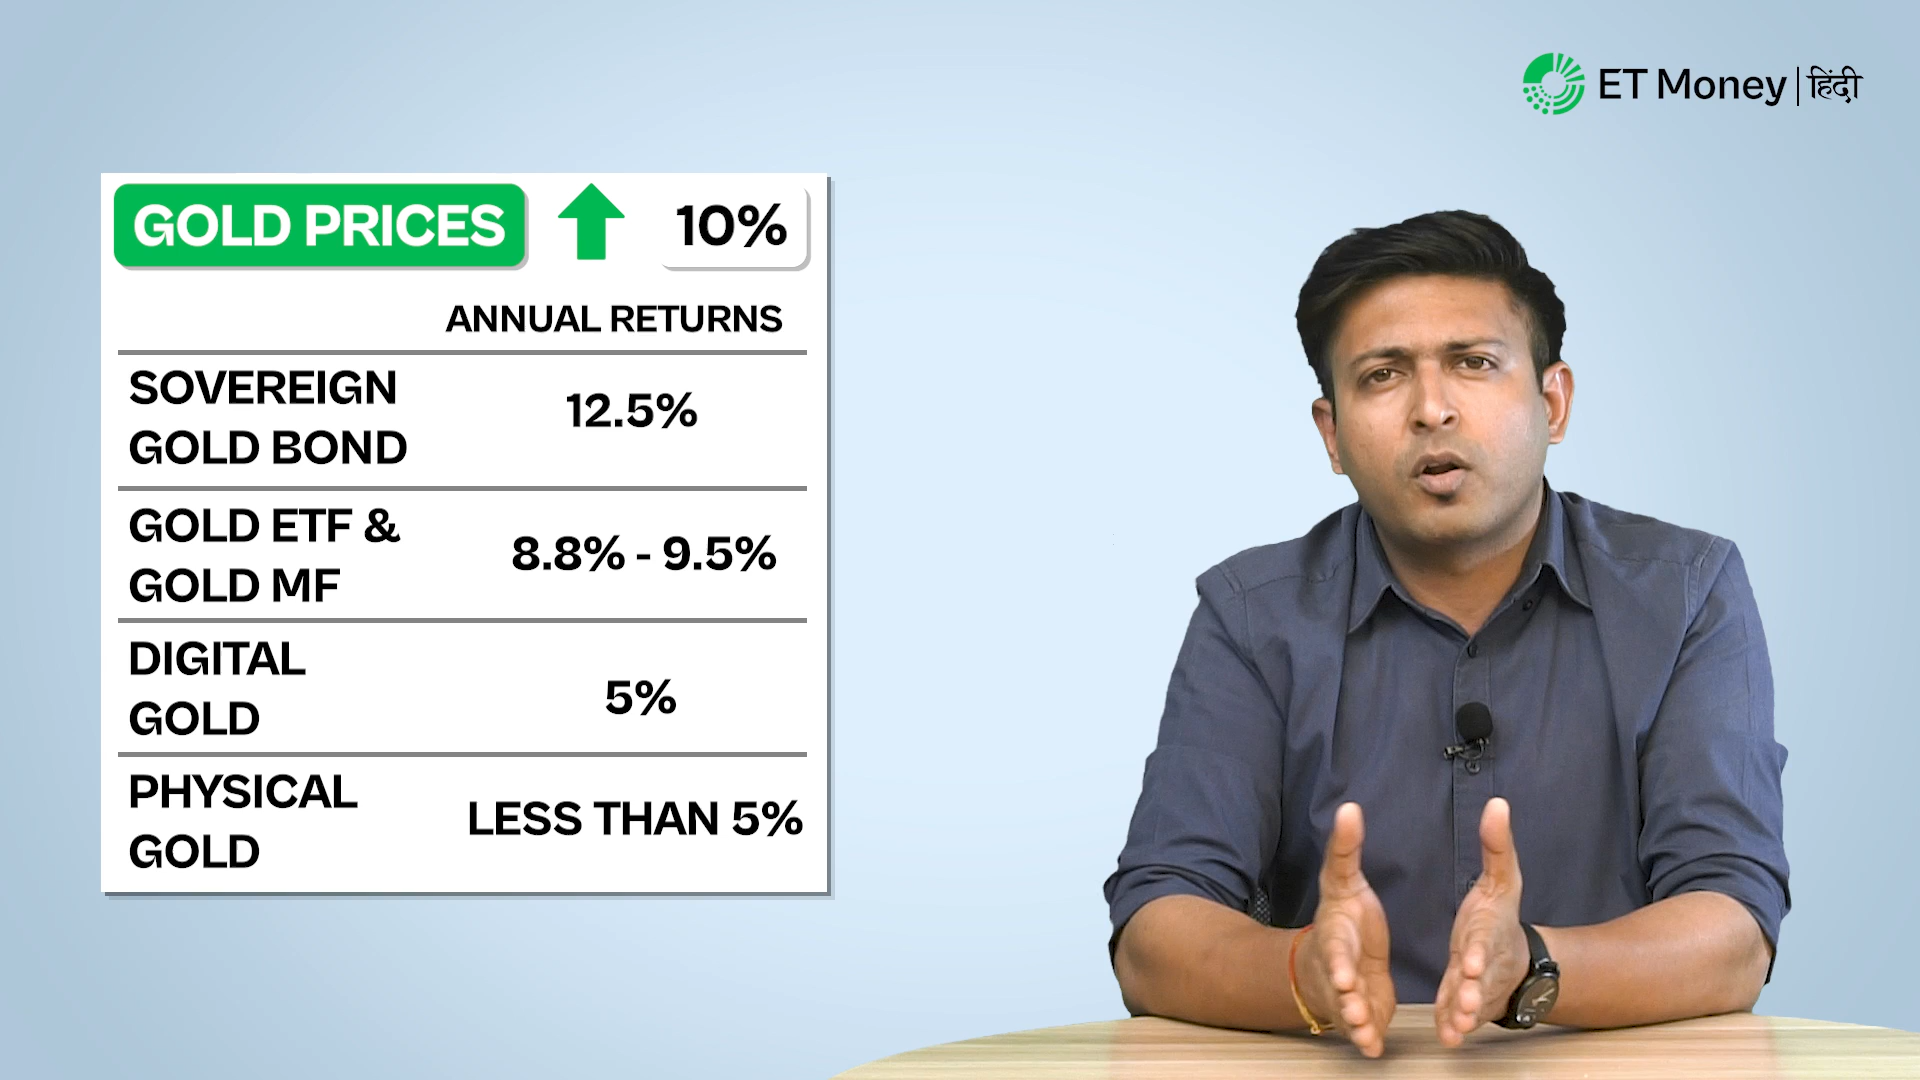 ET Money | हिंदी
GOLD PRICES 10%
ANNUAL RETURNS
SOVEREIGN
GOLD BOND
12.5%
GOLD ETF &
GOLD MF
8.8% - 9.5%
DIGITAL
GOLD
5%
PHYSICAL
GOLD
LESS THAN 5%